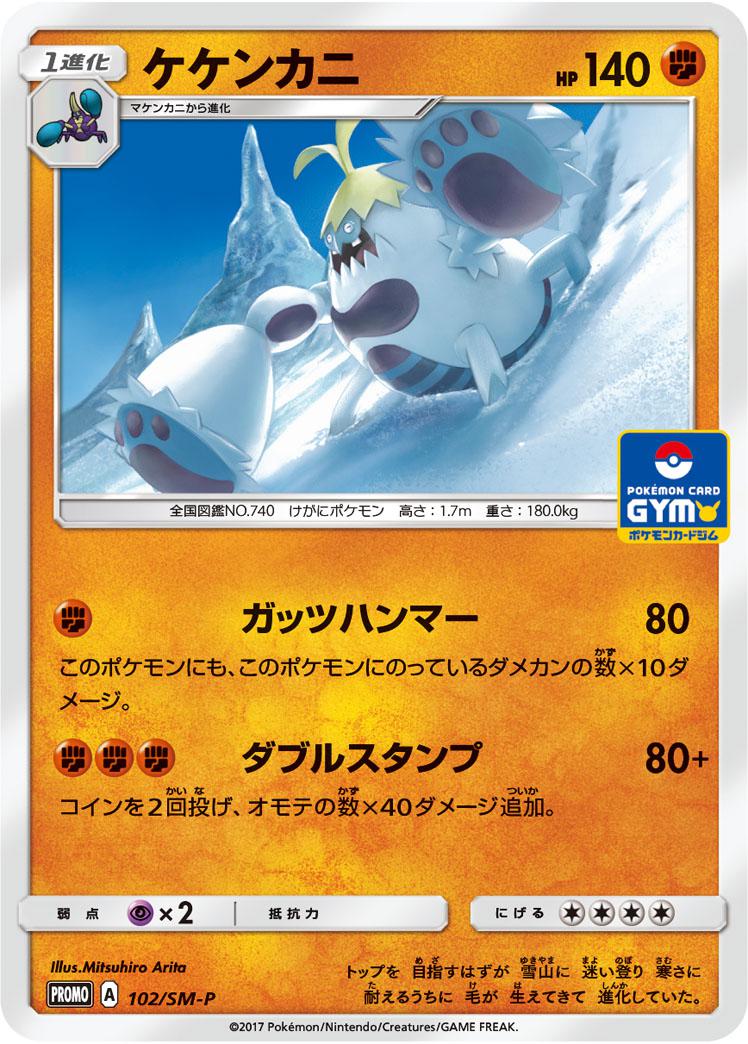 1進化
ケケンカニ
HP 140
マケンカニから進化
全国図鑑NO.740 けがにポケモン 高さ：1.7m 重さ：180.0kg
POKÉMON CARD
GYM
ポケモンカードジム
ガッツハンマー 80
このポケモンにも、このポケモンにのっているダメカンの数×10ダ
メージ。
ダブルスタンプ 80+
コインを2回投げ、オモテの数×40ダメージ追加。
弱点 ×2 抵抗力 にげる
Illus.Mitsuhiro Arita
PROMO A 102/SM-P
トップを 目指すはずが 雪山に 迷い登り 寒さに
耐えるうちに 毛が 生えてきて 進化していた。
©2017 Pokémon/Nintendo/Creatures/GAME FREAK.